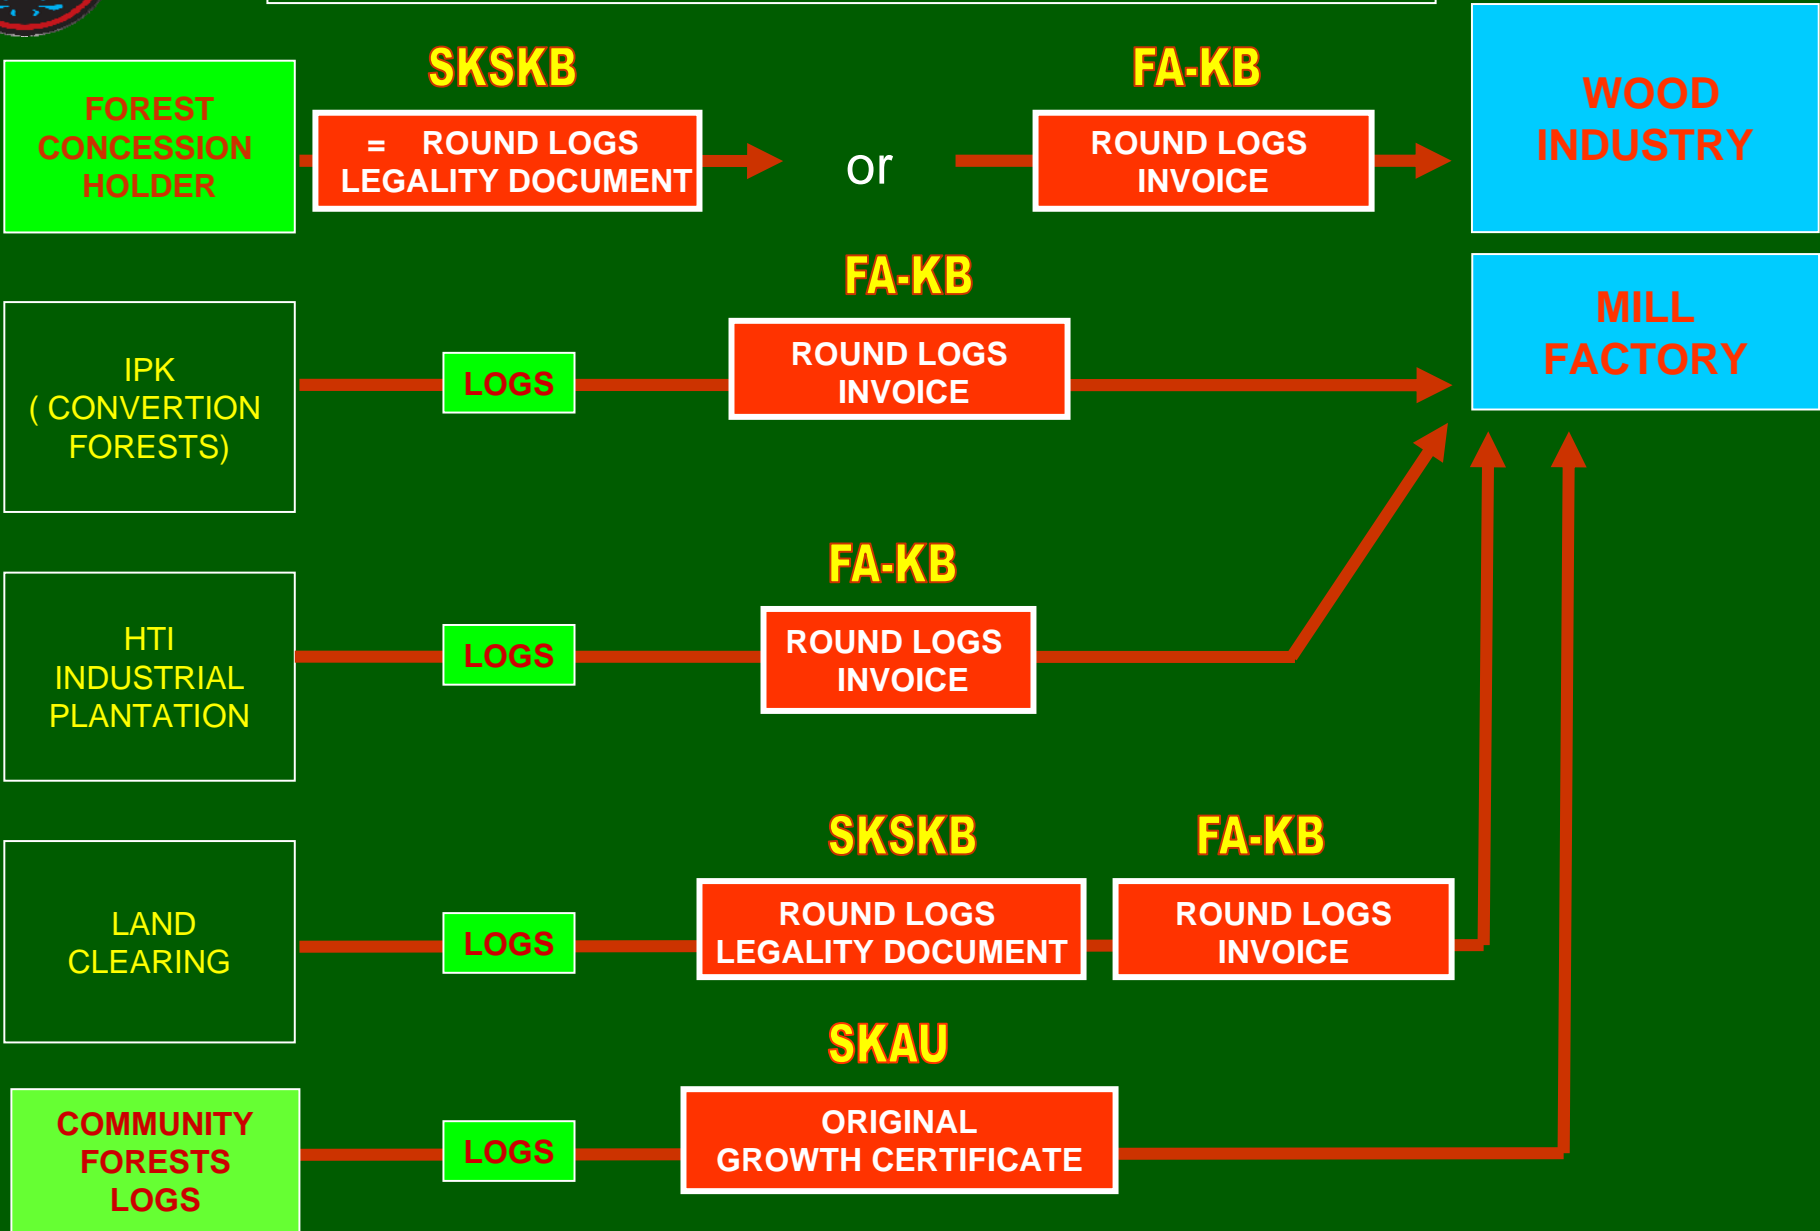 SKSKB
FA-KB
FOREST
CONCESSION
HOLDER
= ROUND LOGS
LEGALITY DOCUMENT
or
ROUND LOGS
INVOICE
WOOD
INDUSTRY
FA-KB
IPK
( CONVERTION
FORESTS)
LOGS
ROUND LOGS
INVOICE
MILL
FACTORY
FA-KB
HTI
INDUSTRIAL
PLANTATION
LOGS
ROUND LOGS
INVOICE
SKSKB
FA-KB
LAND
CLEARING
LOGS
ROUND LOGS
LEGALITY DOCUMENT
ROUND LOGS
INVOICE
SKAU
COMMUNITY
FORESTS
LOGS
LOGS
ORIGINAL
GROWTH CERTIFICATE